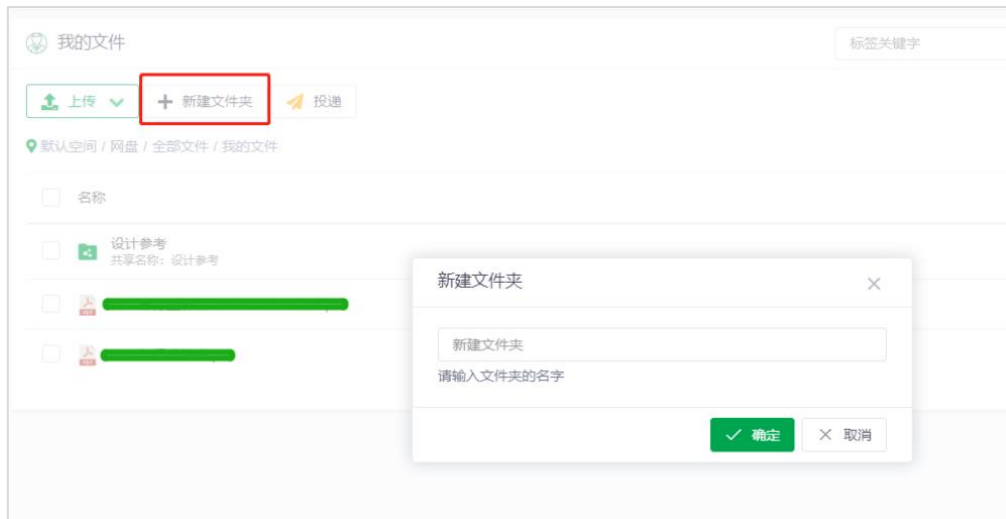 我的文件
标签关键字
上传
新建文件夹
投递
默认空间 / 网盘 / 全部文件 / 我的文件
名称
设计参考
共享名称：设计参考
新建文件夹
新建文件夹
请输入文件夹的名字
确定
取消